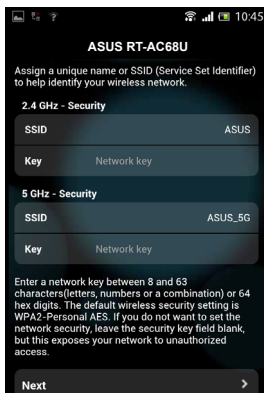 10:45
ASUS RT-AC68U
Assign a unique name or SSID (Service Set Identifier)
to help identify your wireless network.
2.4 GHz - Security
SSID ASUS
Key Network key
5 GHz - Security
SSID ASUS_5G
Key Network key
Enter a network key between 8 and 63
characters(letters, numbers or a combination) or 64
hex digits. The default wireless security setting is
WPA2-Personal AES. If you do not want to set the
network security, leave the security key field blank,
but this exposes your network to unauthorized
access.
Next